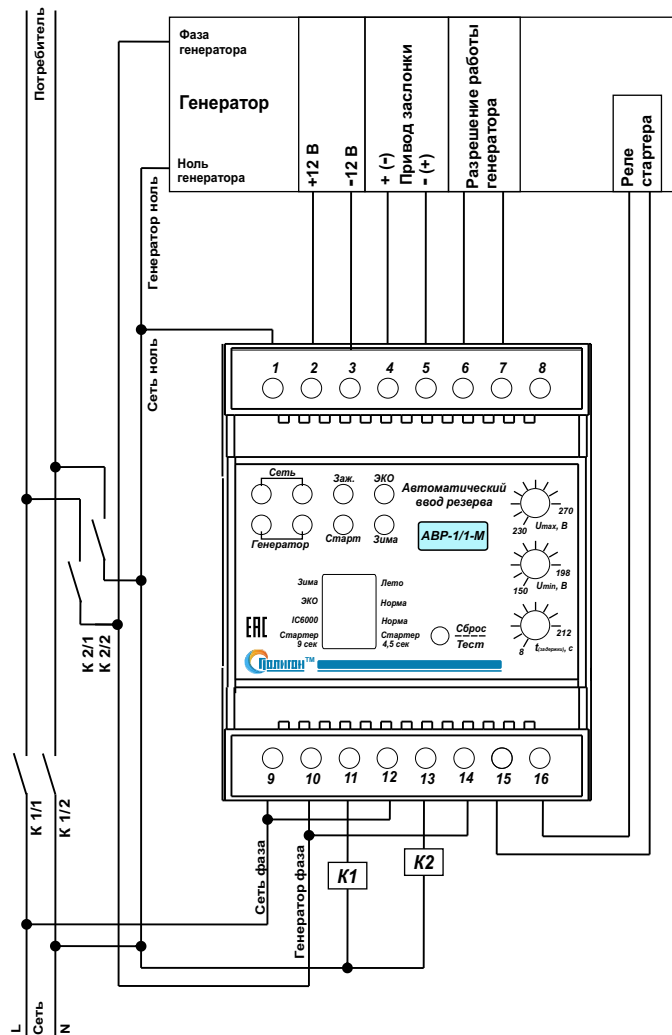 Потребитель
Фаза
генератора
Генератор
Ноль
генератора
+12 В
-12 В
+ (-)
Привод заслонки
- (+)
Разрешение работы
генератора
Реле
стартера
Генератор ноль
Сеть ноль
1 2 3 4 5 6 7 8
Сеть
Заж.
ЭКО
Генератор
Старт
Зима
Автоматический
ввод резерва
АВР-1/1-М
230
270
Umax, В
150
198
Umin, В
8
212
t(задержки), с
Зима
Лето
ЭКО
Норма
IC6000
Норма
Стартер
9 сек
Стартер
4,5 сек
Сброс
Тест
EAC
Полигон™
К 2/1
К 2/2
9 10 11 12 13 14 15 16
К 1/1
К 1/2
Сеть фаза
Генератор фаза
К1
К2
L
Сеть
N